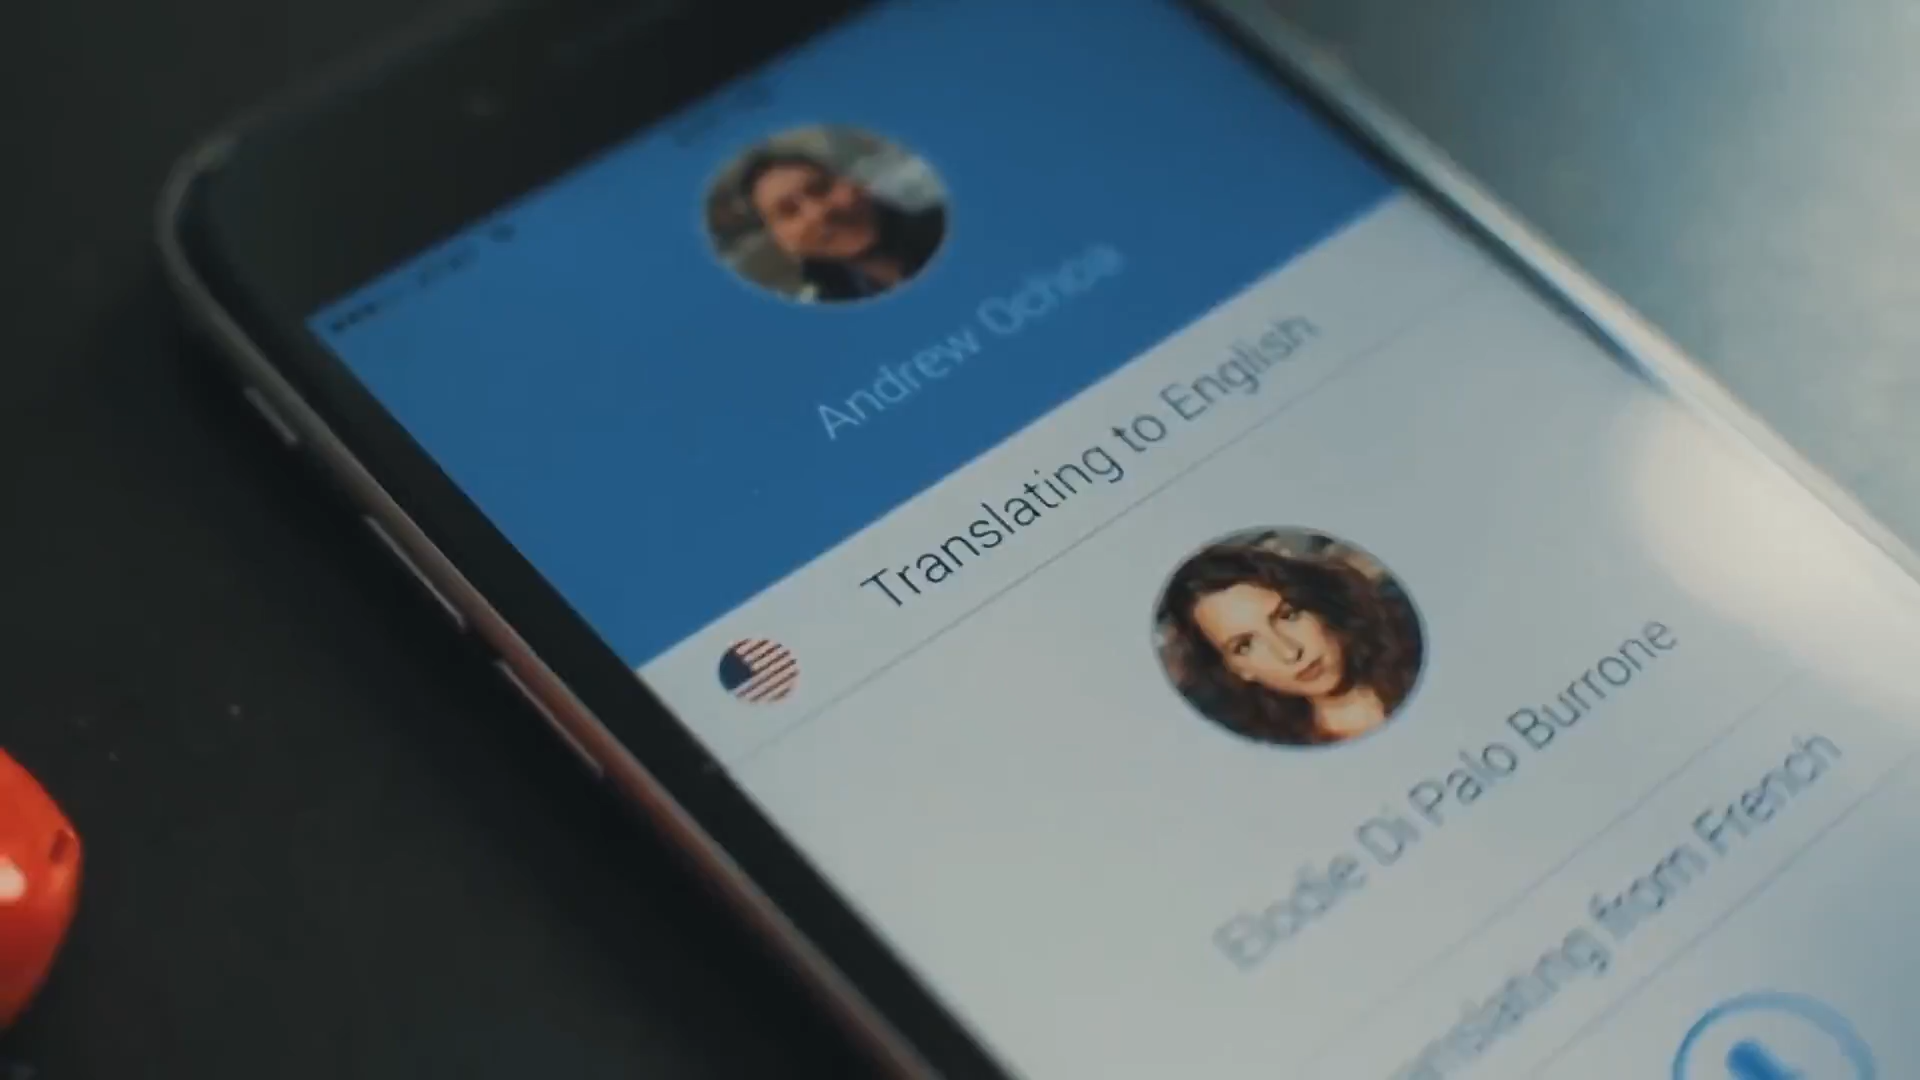 Andrew Ochoa
Translating to English
Elodie Di Palo Burrone
Translating from French